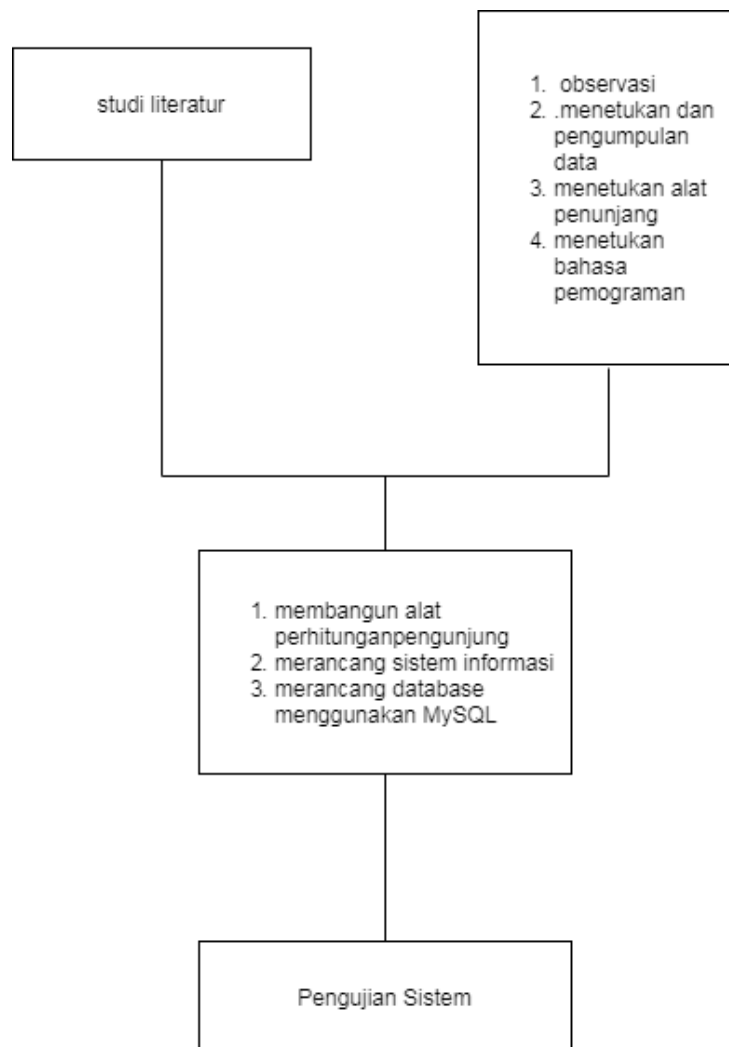 studi literatur
1. observasi
2. .menetukan dan
pengumpulan
data
3. menetukan alat
penunjang
4. menetukan
bahasa
pemograman
1. membangun alat
perhitunganpengunjung
2. merancang sistem informasi
3. merancang database
menggunakan MySQL
Pengujian Sistem